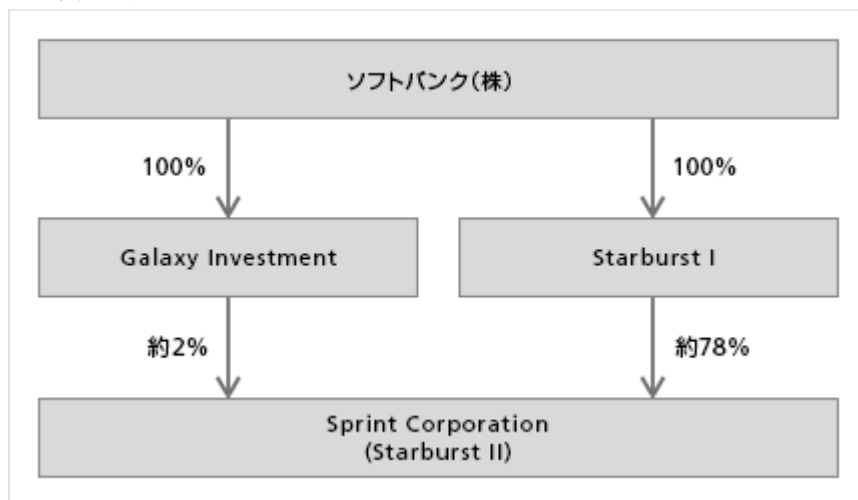 ソフトバンク(株)
100%
100%
Galaxy Investment
Starburst I
約2%
約78%
Sprint Corporation
(Starburst II)